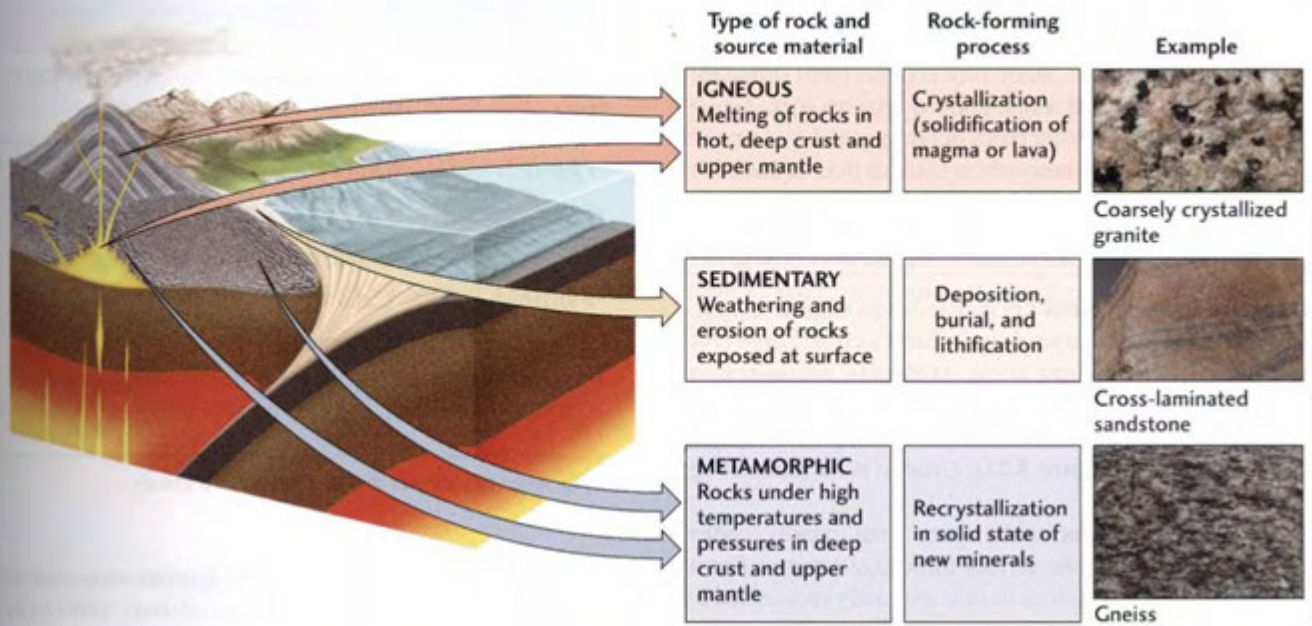 Type of rock and
source material
Rock-forming
process
Example
IGNEOUS
Melting of rocks in
hot, deep crust and
upper mantle
Crystallization
(solidification of
magma or lava)
Coarsely crystallized
granite
SEDIMENTARY
Weathering and
erosion of rocks
exposed at surface
Deposition,
burial, and
lithification
Cross-laminated
sandstone
METAMORPHIC
Rocks under high
temperatures and
pressures in deep
crust and upper
mantle
Recrystallization
in solid state of
new minerals
Gneiss